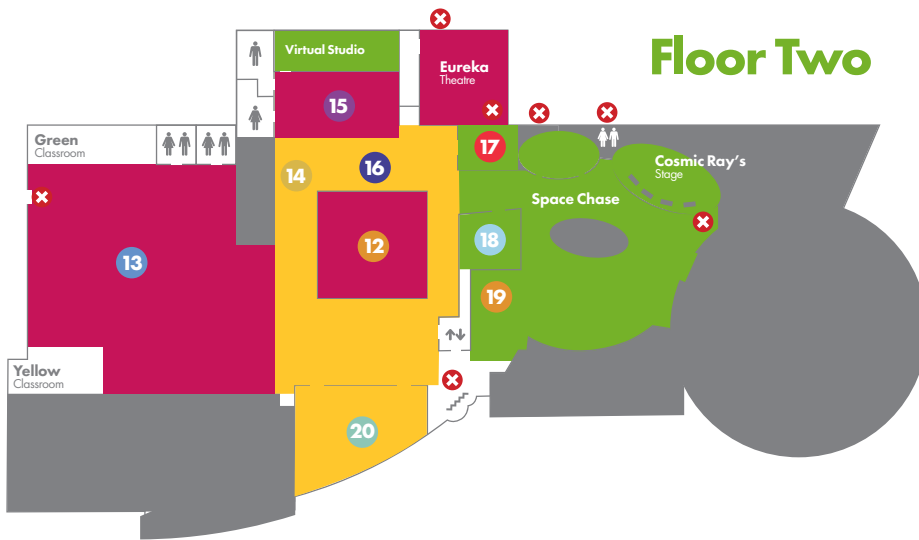 Floor Two
Virtual Studio
Eureka
Theatre
15
17
16
Green
Classroom
14
Cosmic Ray's
Stage
Space Chase
18
12
13
19
Yellow
Classroom
20